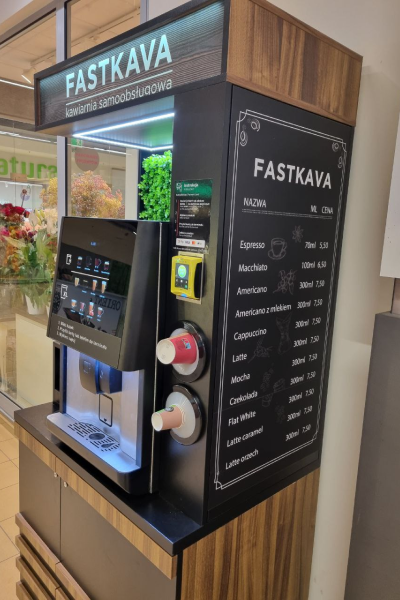 FASTKAVA
kawiarnia samoobsługowa
FASTKAVA
NAZWA ML CENA
Espresso 70ml 5,50
Macchiato 100ml 6,50
Americano 300ml 7,50
Americano z mlekiem 300ml 7,50
Cappuccino 300ml 7,50
Latte 300ml 7,50
Mocha 300ml 7,50
Czekolada 300ml 7,50
Flat White 300ml 7,50
Latte caramel 300ml 7,50
Latte orzech 300ml 7,50